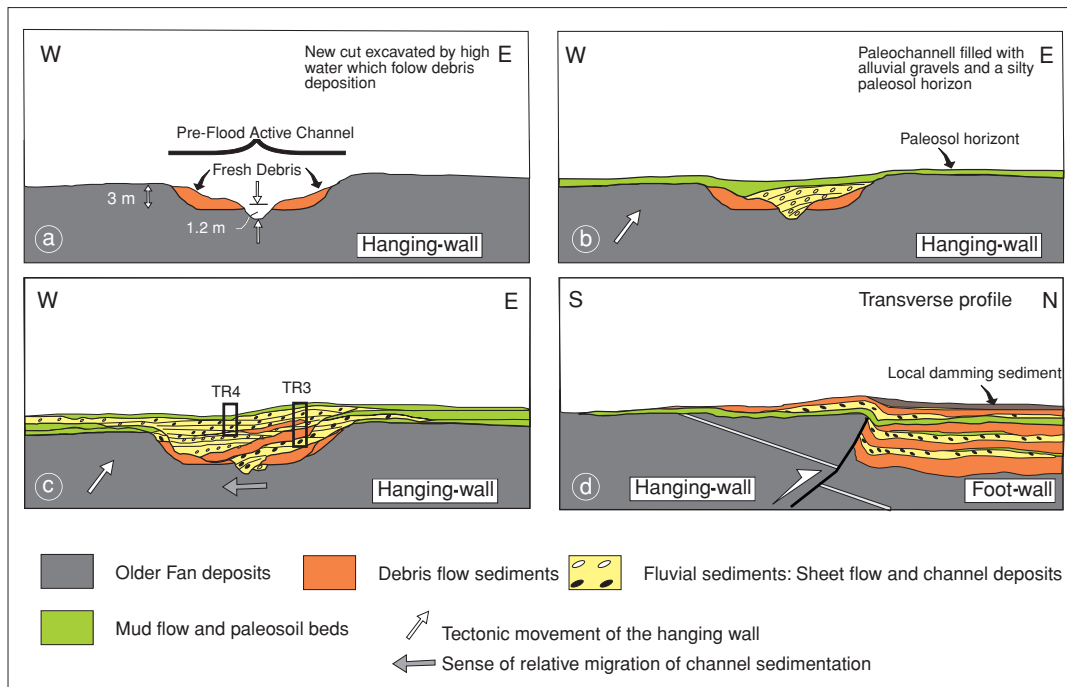 W
E
New cut excavated by high
water which folow debris
deposition
Pre-Flood Active Channel
Fresh Debris
3 m
1.2 m
a
Hanging-wall
W
E
Paleochannell filled with
alluvial gravels and a silty
paleosol horizon
Paleosol horizont
b
Hanging-wall
W
E
TR4
TR3
c
Hanging-wall
S
Transverse profile
N
Local damming sediment
d
Hanging-wall
Foot-wall
Older Fan deposits
Debris flow sediments
Fluvial sediments: Sheet flow and channel deposits
Mud flow and paleosoil beds
Tectonic movement of the hanging wall
Sense of relative migration of channel sedimentation